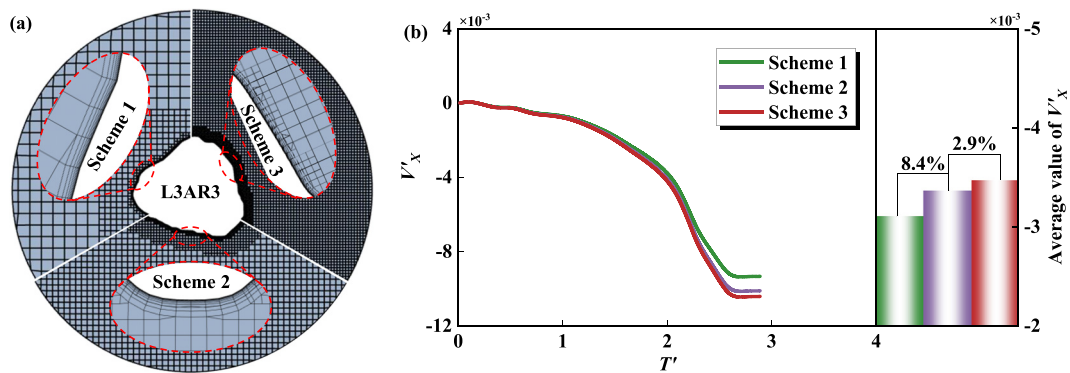 (a)
Scheme 1
Scheme 3
L3AR3
Scheme 2
(b)
×10⁻³
4
0
-4
-8
-12
V'X
0
1
2
3
4
T'
Scheme 1
Scheme 2
Scheme 3
×10⁻³
-5
-4
-3
-2
Average value of V'X
8.4%
2.9%